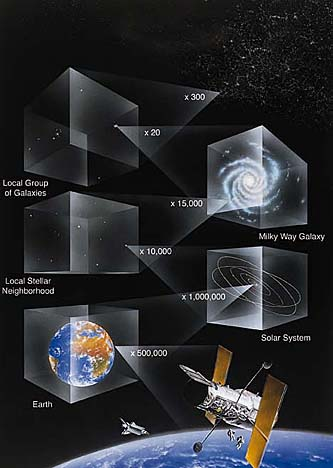 x 300
x 20
Local Group
of Galaxies
x 15,000
Milky Way Galaxy
x 10,000
Local Stellar
Neighborhood
x 1,000,000
Solar System
x 500,000
Earth